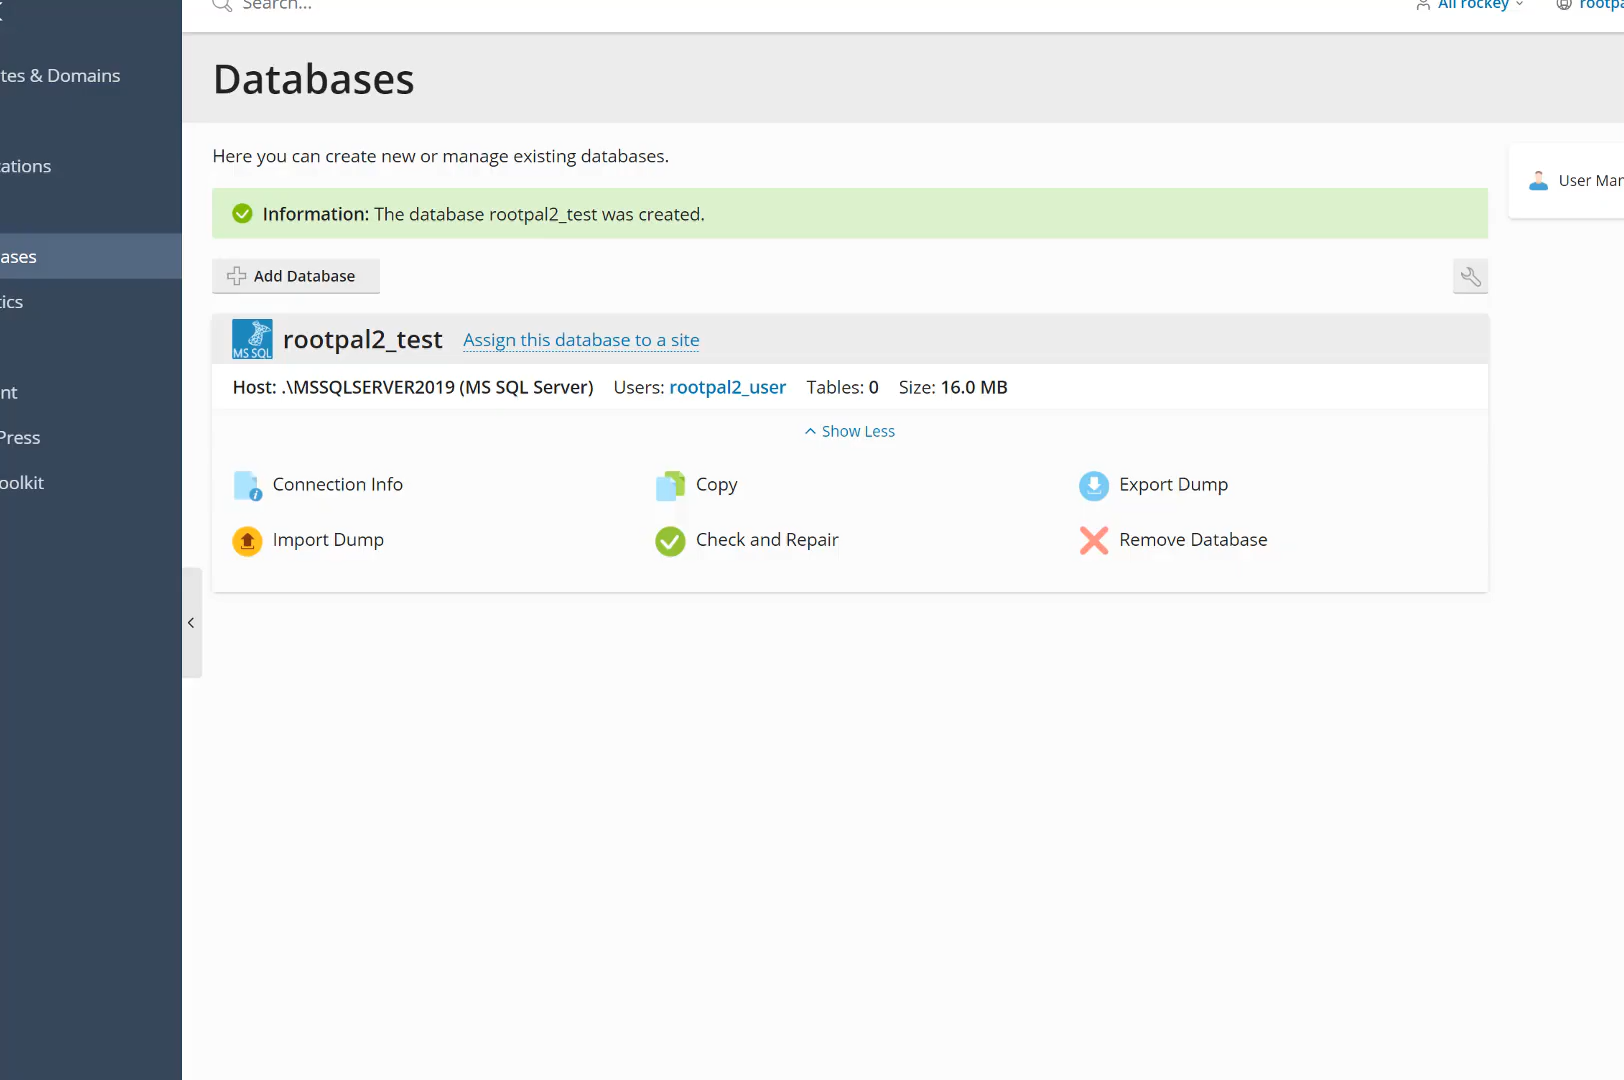 Search...
Ali rockey
rootpa
tes & Domains
Databases
Here you can create new or manage existing databases.
ations
User Man
Information: The database rootpal2_test was created.
ases
Add Database
tics
MS SQL
rootpal2_test Assign this database to a site
Host: .\MSSQLSERVER2019 (MS SQL Server) Users: rootpal2_user Tables: 0 Size: 16.0 MB
nt
Show Less
Press
oolkit
Connection Info
Copy
Export Dump
Import Dump
Check and Repair
Remove Database